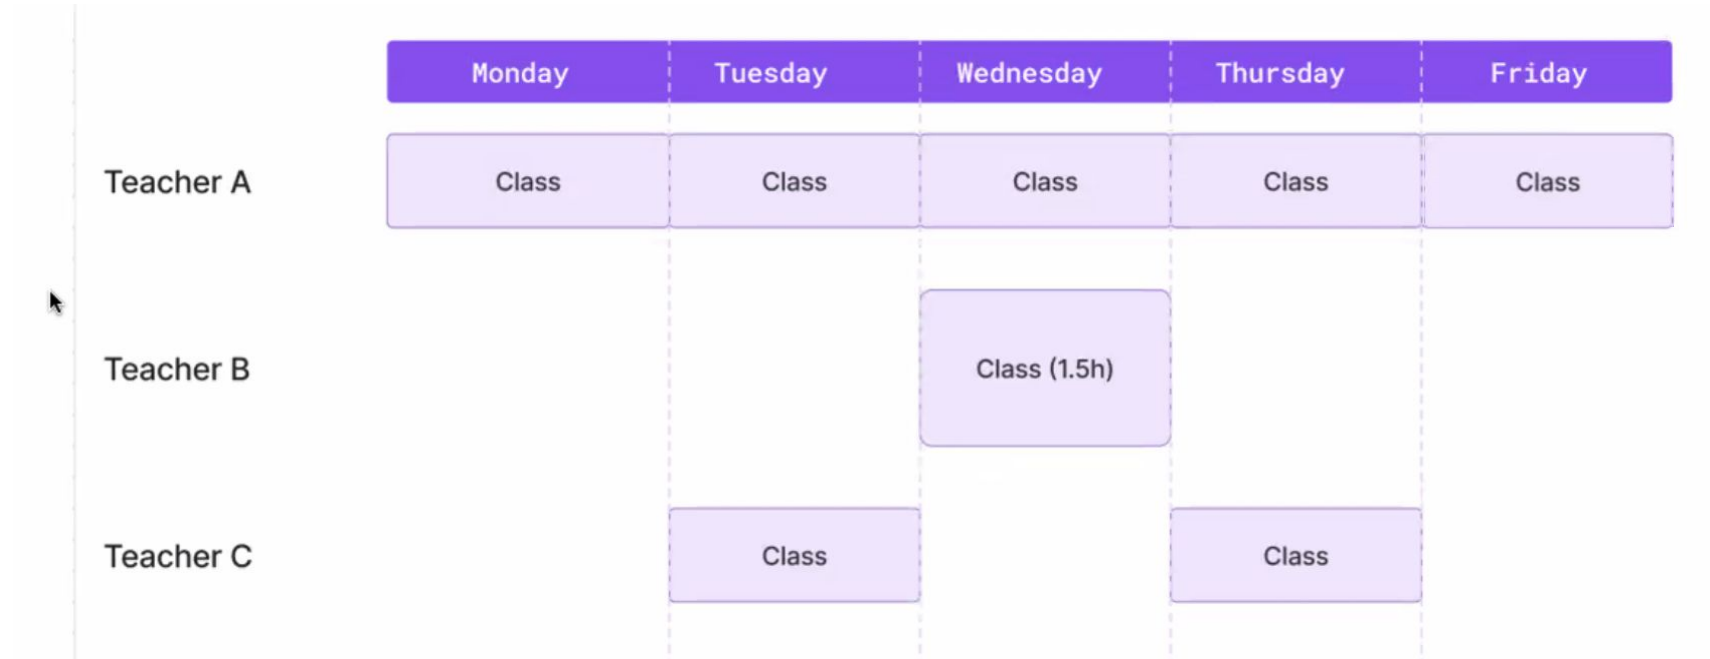 Monday Tuesday Wednesday Thursday Friday
Teacher A Class Class Class Class Class
Teacher B Class (1.5h)
Teacher C Class Class